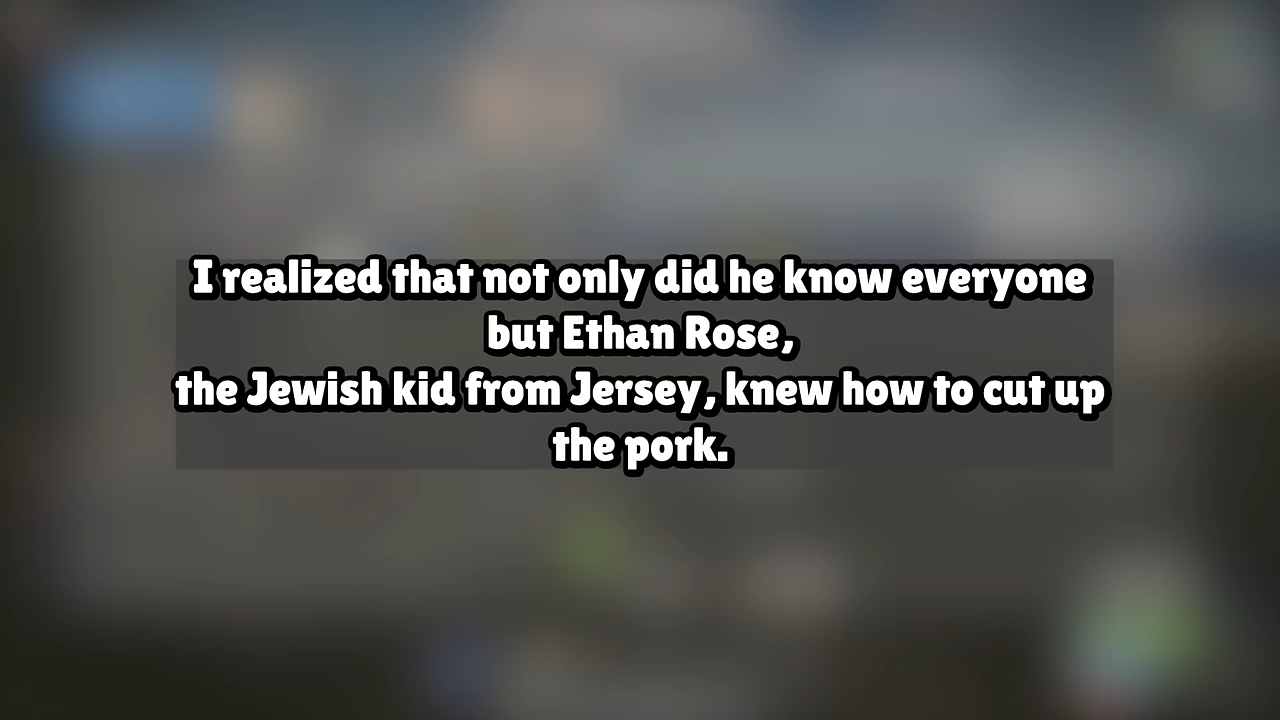 I realized that not only did he know everyone
but Ethan Rose,
the Jewish kid from Jersey, knew how to cut up
the pork.